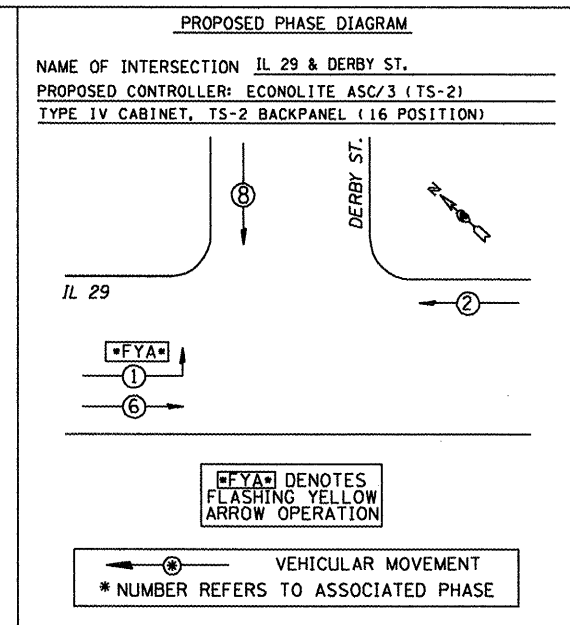 PROPOSED PHASE DIAGRAM
NAME OF INTERSECTION IL 29 & DERBY ST.
PROPOSED CONTROLLER: ECONOLITE ASC/3 (TS-2)
TYPE IV CABINET, TS-2 BACKPANEL (16 POSITION)
8
DERBY ST.
N
IL 29
2
*FYA*
1
6
*FYA* DENOTES
FLASHING YELLOW
ARROW OPERATION
* VEHICULAR MOVEMENT
* NUMBER REFERS TO ASSOCIATED PHASE